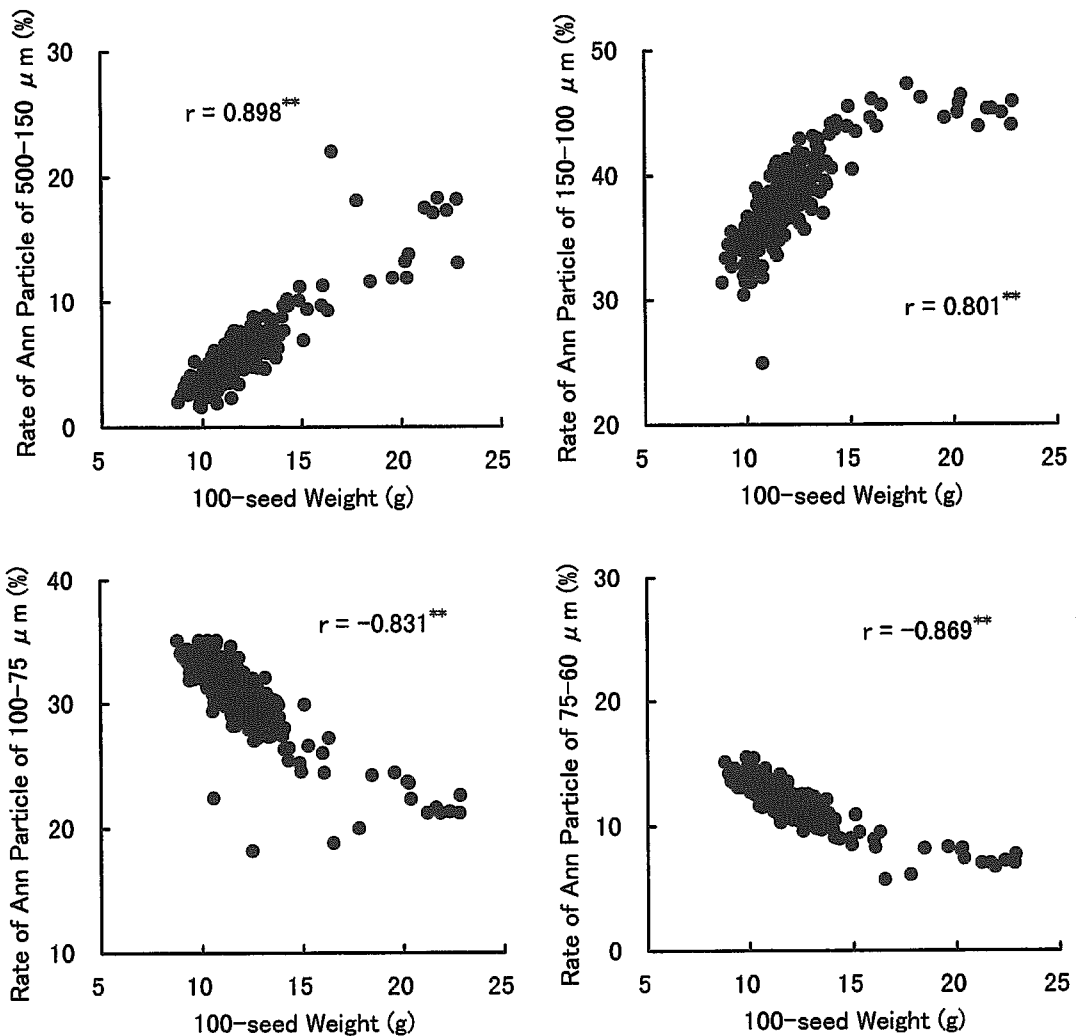 Rate of Ann Particle of 500-150 μm (%)
30
20
10
0
r = 0.898**
5 10 15 20 25
100-seed Weight (g)
Rate of Ann Particle of 150-100 μm (%)
50
40
30
20
r = 0.801**
5 10 15 20 25
100-seed Weight (g)
Rate of Ann Particle of 100-75 μm (%)
40
30
20
10
r = -0.831**
5 10 15 20 25
100-seed Weight (g)
Rate of Ann Particle of 75-60 μm (%)
30
20
10
0
r = -0.869**
5 10 15 20 25
100-seed Weight (g)